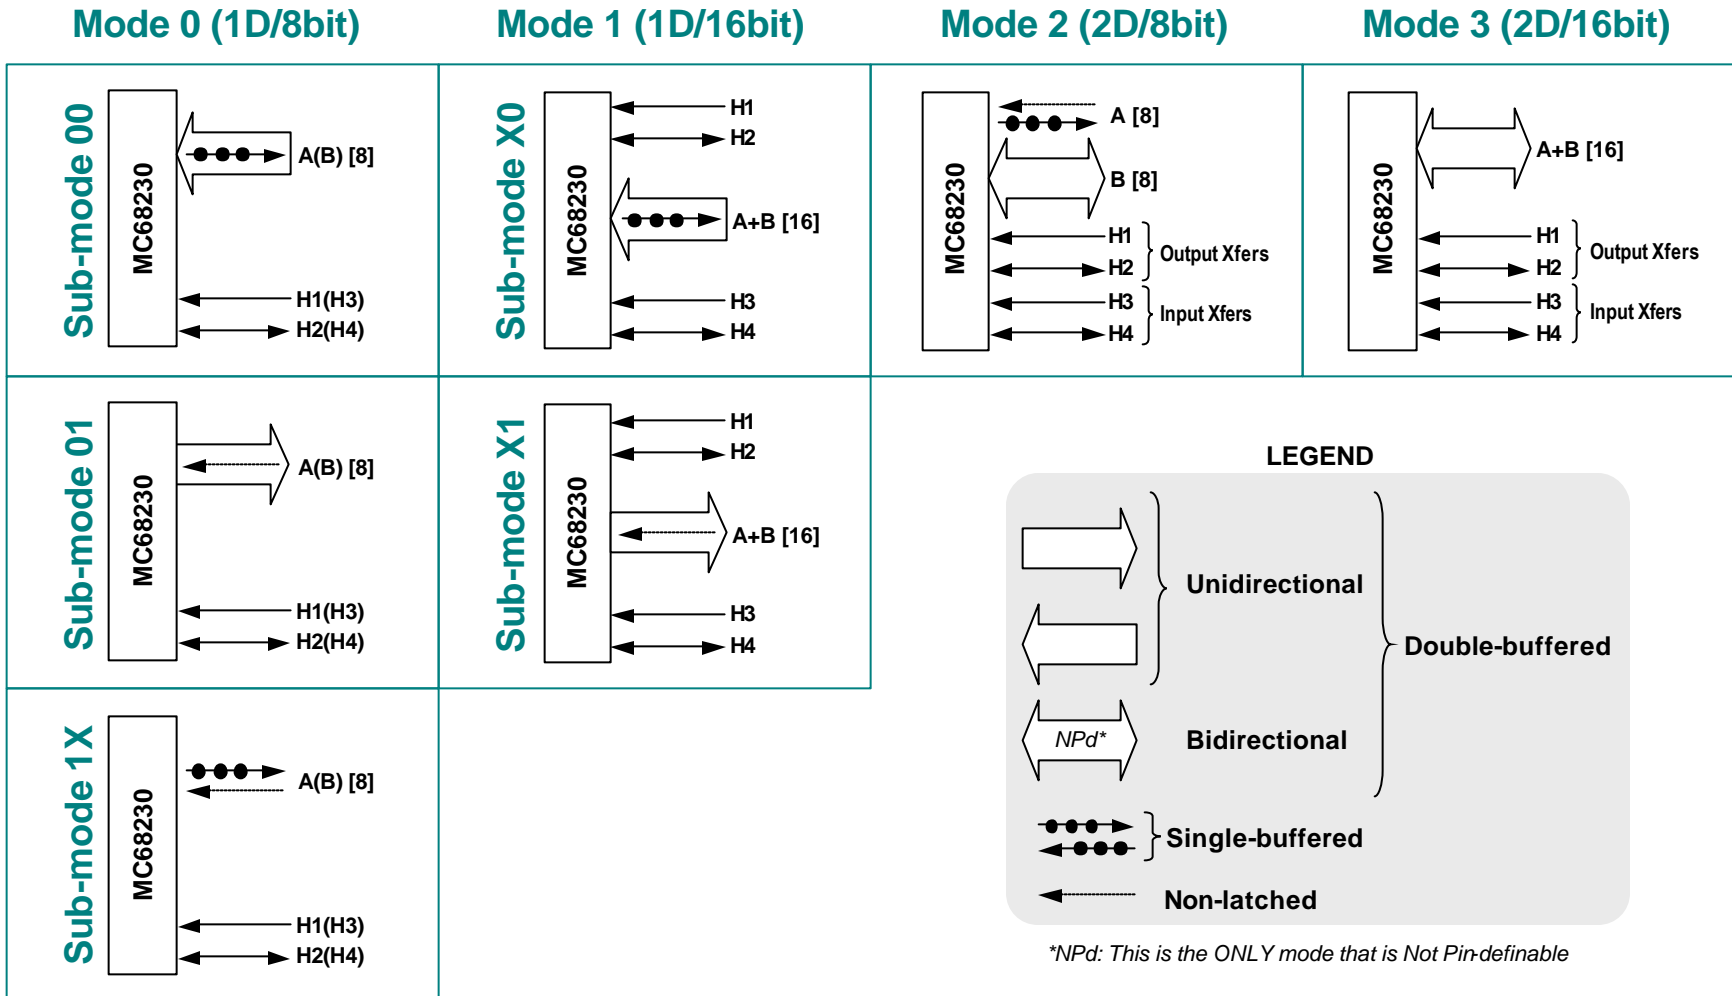 Mode 0 (1D/8bit)
Mode 1 (1D/16bit)
Mode 2 (2D/8bit)
Mode 3 (2D/16bit)
Sub-mode 00
MC68230
A(B) [8]
H1(H3)
H2(H4)
Sub-mode X0
MC68230
H1
H2
A+B [16]
H3
H4
MC68230
A [8]
B [8]
H1
H2
Output Xfers
H3
H4
Input Xfers
MC68230
A+B [16]
H1
H2
Output Xfers
H3
H4
Input Xfers
Sub-mode 01
MC68230
A(B) [8]
H1(H3)
H2(H4)
Sub-mode X1
MC68230
H1
H2
A+B [16]
H3
H4
Sub-mode 1X
MC68230
A(B) [8]
H1(H3)
H2(H4)
LEGEND
Unidirectional
Double-buffered
NPd*
Bidirectional
Single-buffered
Non-latched
*NPd: This is the ONLY mode that is Not Pin-definable